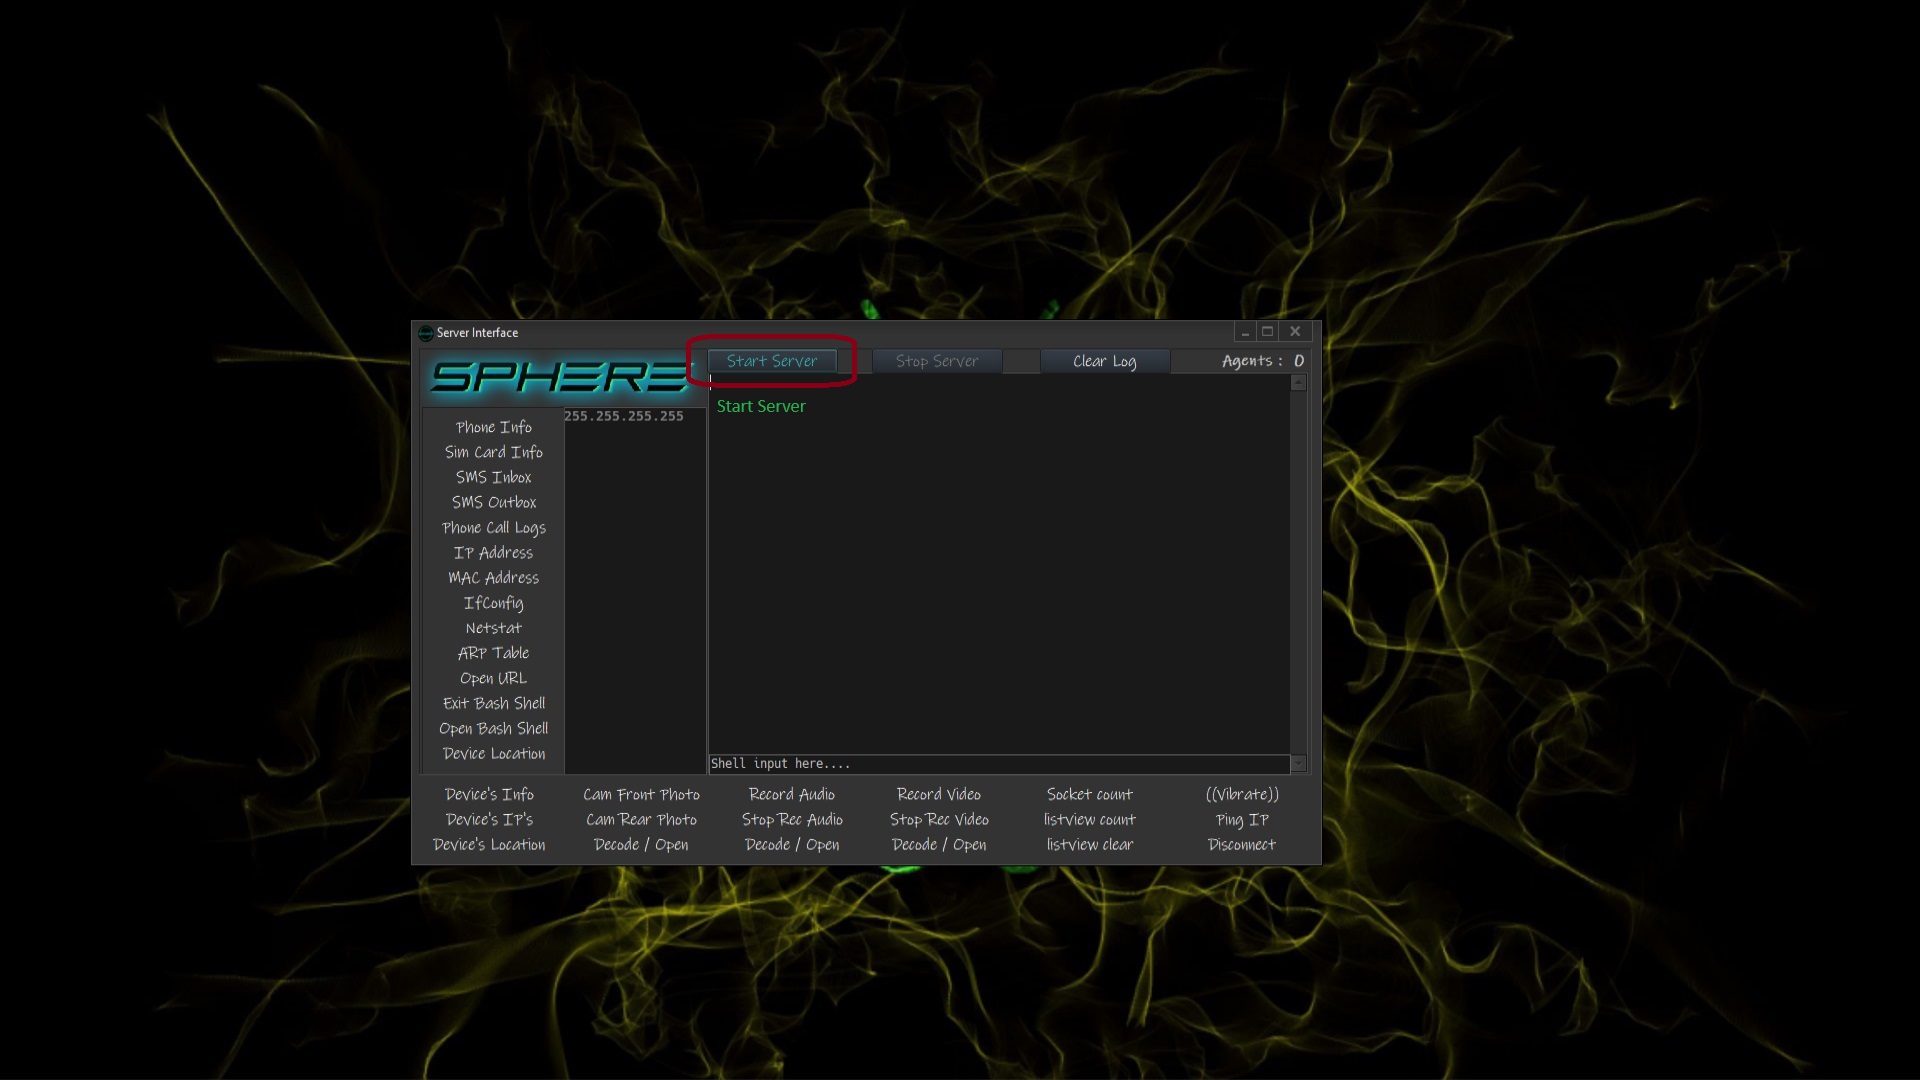 Server Interface
SPHERE
Start Server
Stop Server
Clear Log
Agents : 0
Start Server
255.255.255.255
Phone Info
Sim Card Info
SMS Inbox
SMS Outbox
Phone Call Logs
IP Address
MAC Address
IfConfig
Netstat
ARP Table
Open URL
Exit Bash Shell
Open Bash Shell
Device Location
Shell input here....
Device's Info
Cam Front Photo
Record Audio
Record Video
Socket count
((Vibrate))
Device's IP's
Cam Rear Photo
Stop Rec Audio
Stop Rec Video
listview count
Ping IP
Device's Location
Decode / Open
Decode / Open
Decode / Open
listview clear
Disconnect